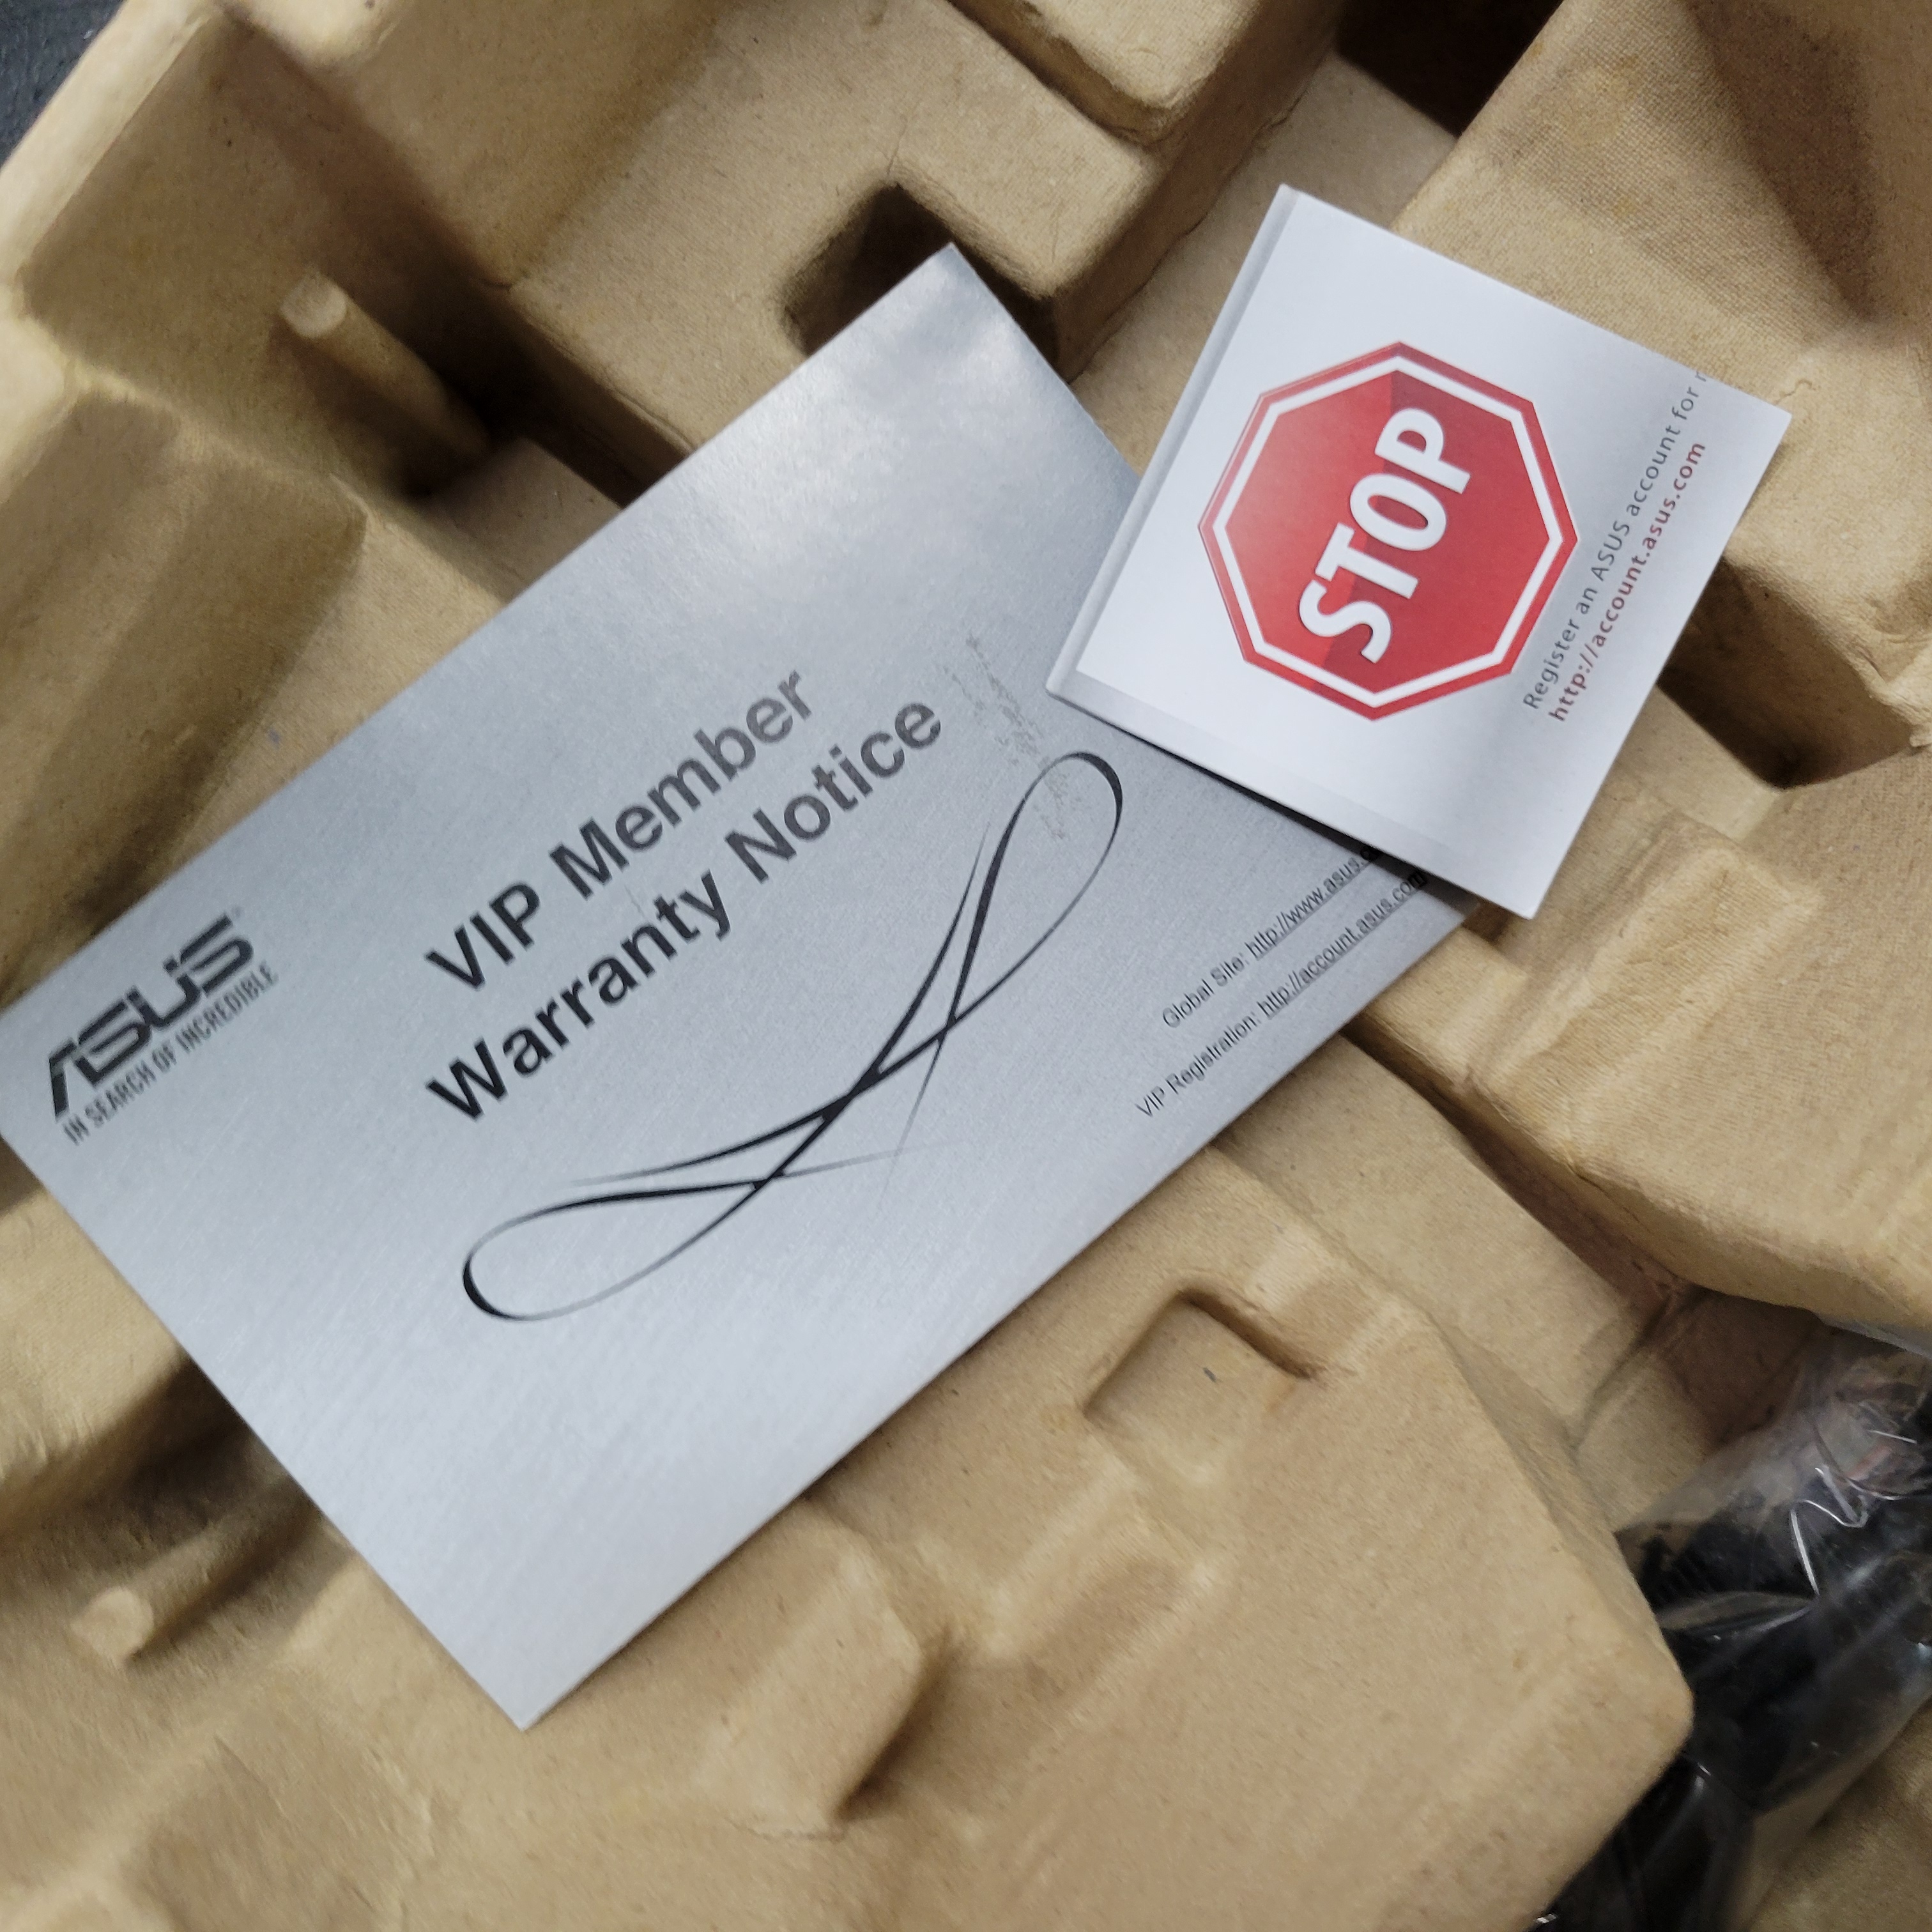 ASUS
IN SEARCH OF INCREDIBLE
VIP Member
Warranty Notice
Global Site: http://www.asus.
VIP Registration: http://account.asus.com
STOP
Register an ASUS account for
http://account.asus.com